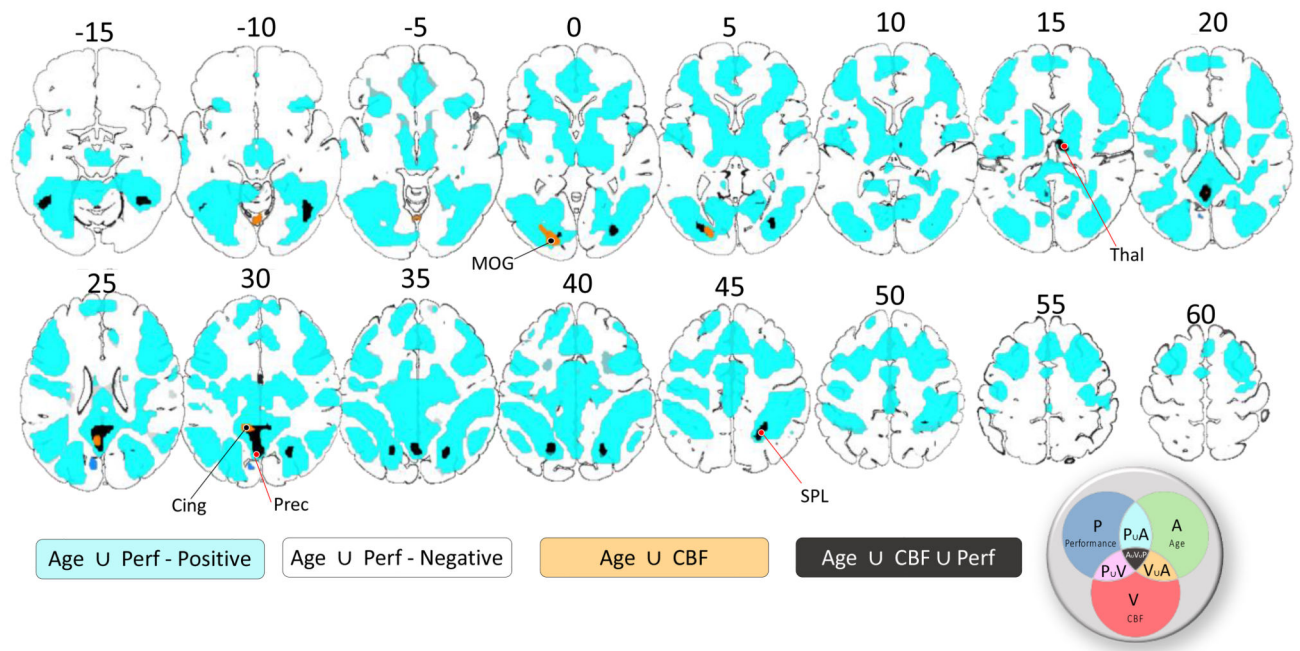 -15 -10 -5 0 5 10 15 20
MOG
Thal
25 30 35 40 45 50 55 60
Cing Prec SPL
Age ∪ Perf - Positive
Age ∪ Perf - Negative
Age ∪ CBF
Age ∪ CBF ∪ Perf
P
Performance
P∪A
A
Age
A∪V∪P
P∪V
V∪A
V
CBF